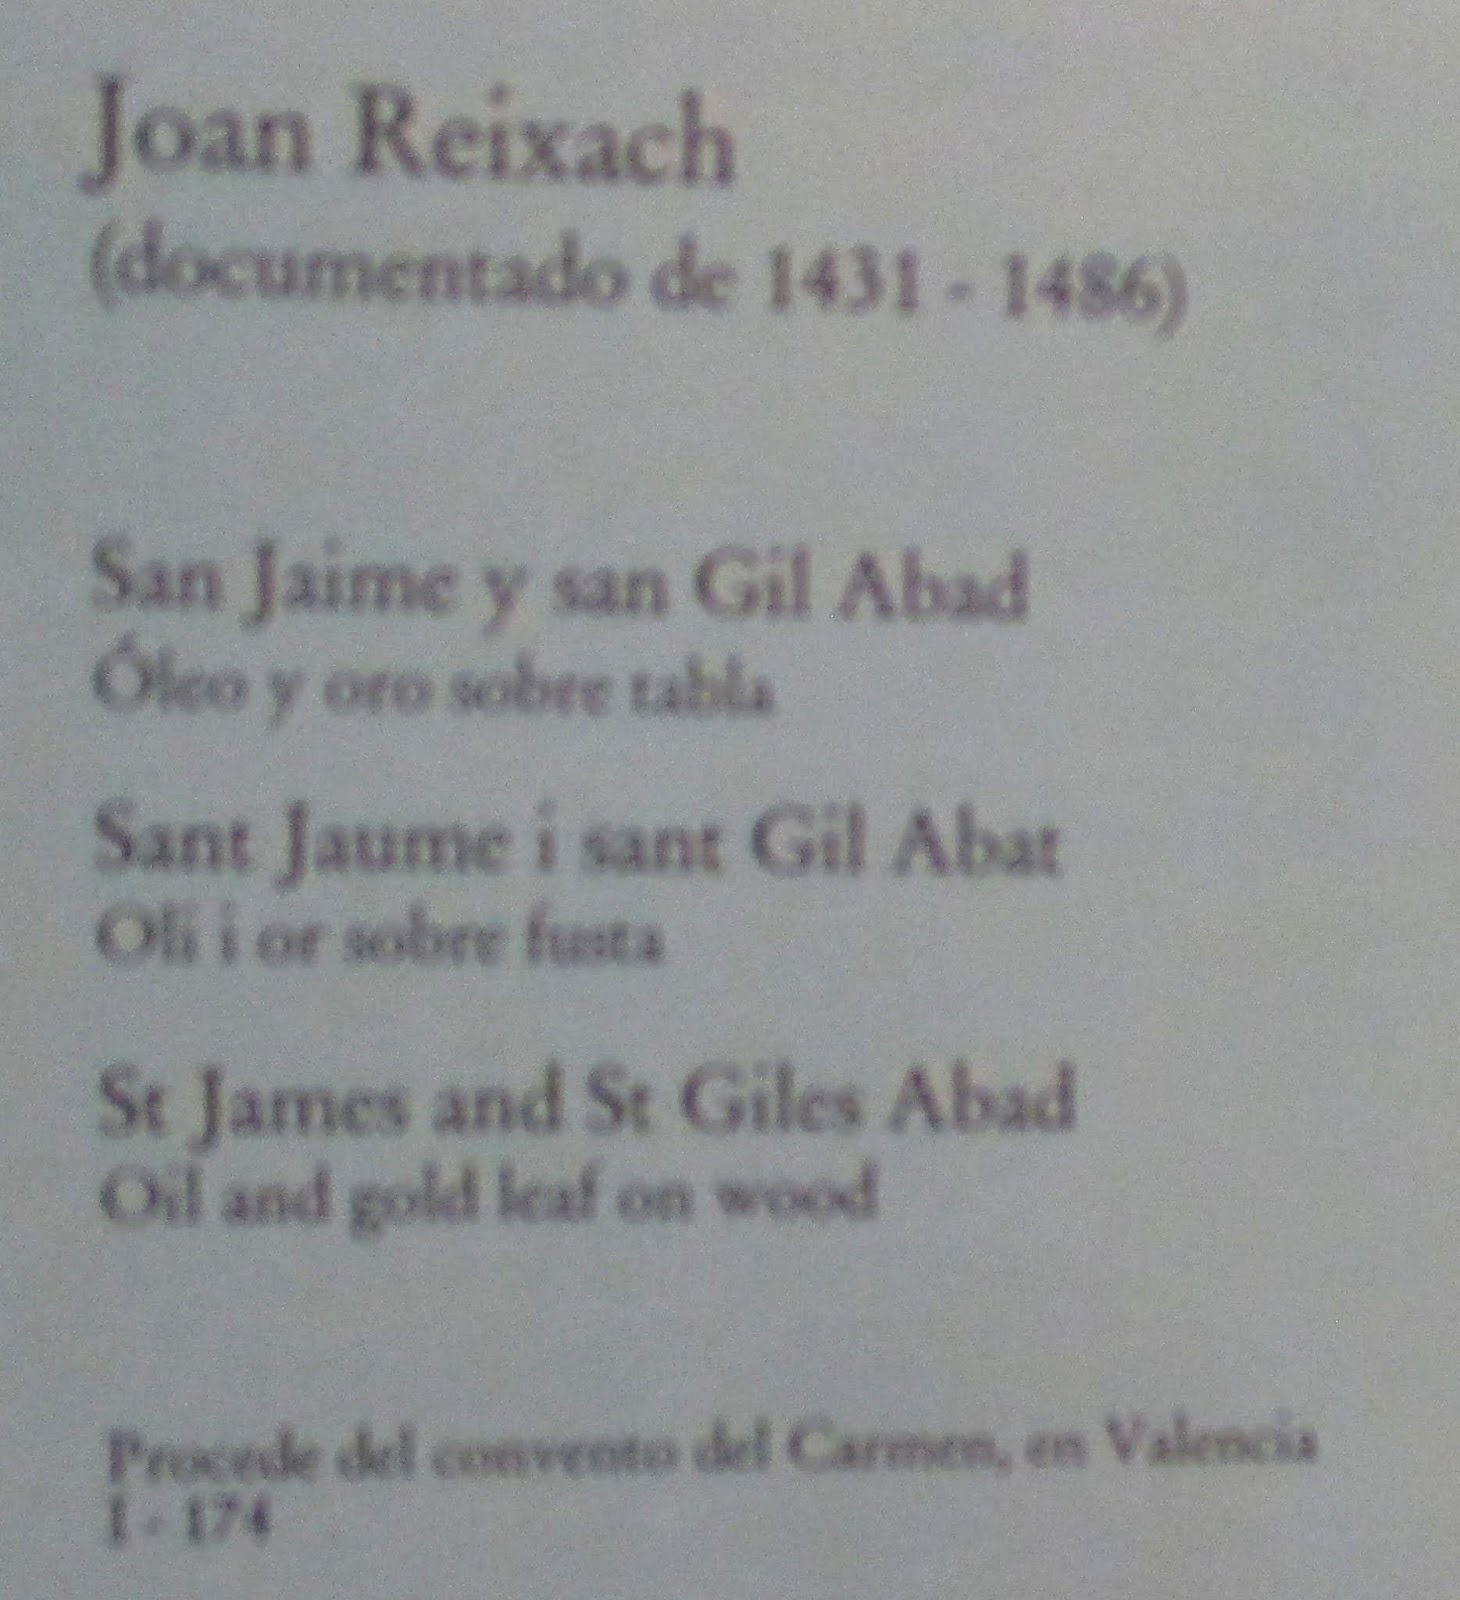 Joan Reixach
(documentado de 1431 - 1486)
San Jaime y san Gil Abad
Óleo y oro sobre tabla
Sant Jaume i sant Gil Abat
Oli i or sobre fusta
St James and St Giles Abad
Oil and gold leaf on wood
Procede del convento del Carmen, en Valencia
I - 174